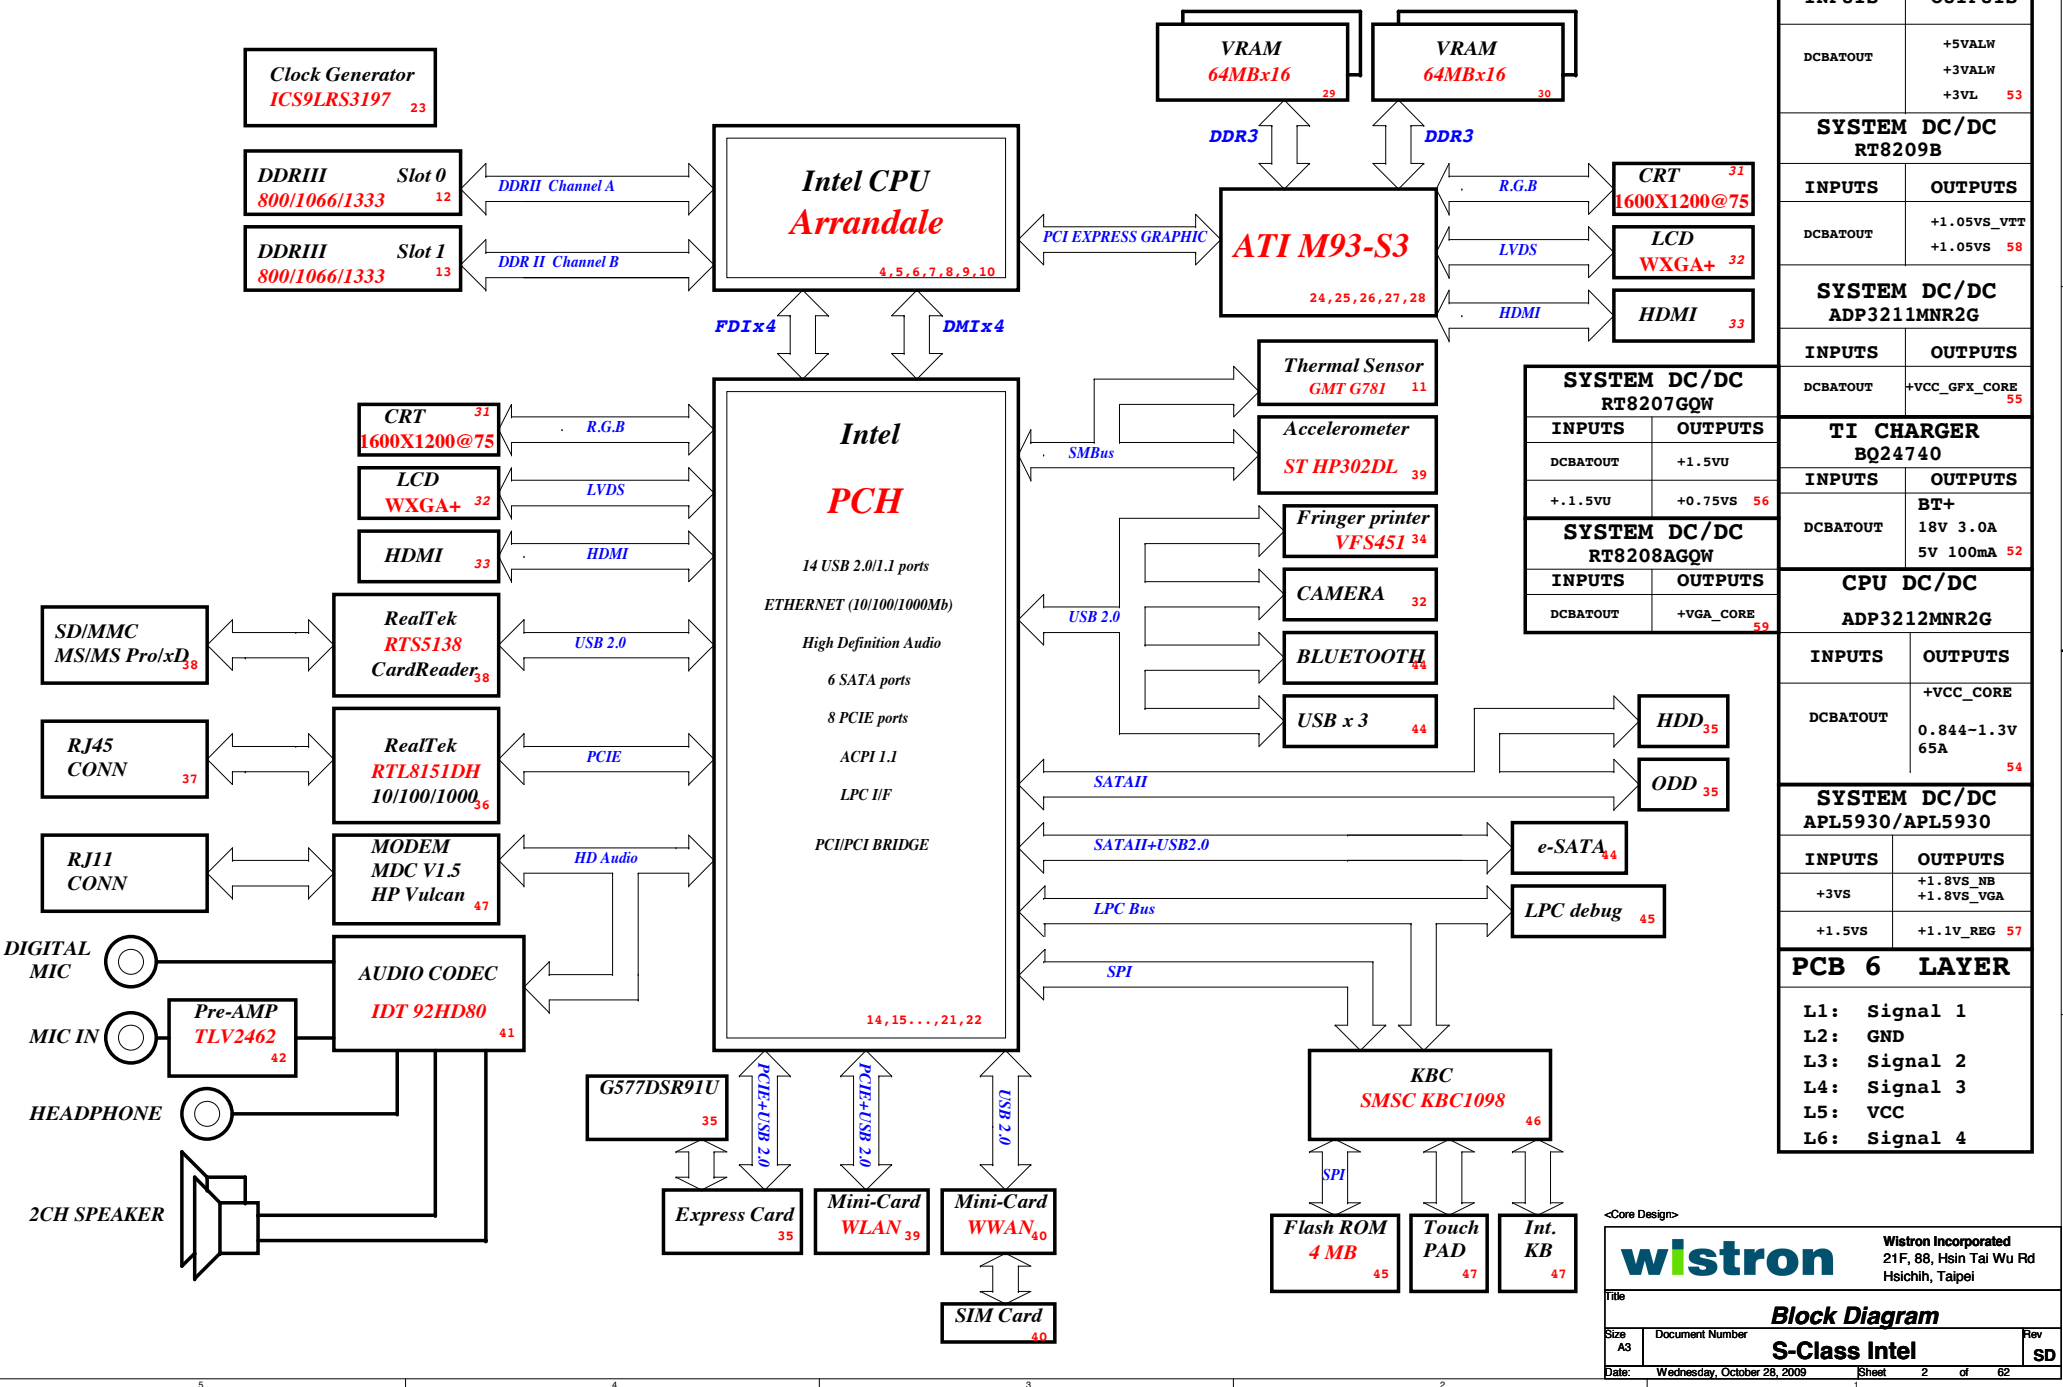 Clock Generator
ICS9LRS3197 23
DDRIII Slot 0
800/1066/1333 12
DDRII Channel A
DDRIII Slot 1
800/1066/1333 13
DDR II Channel B
Intel CPU
Arrandale
4,5,6,7,8,9,10
PCI EXPRESS GRAPHIC
FDIx4
DMIx4
VRAM
64MBx16
29
VRAM
64MBx16
30
DDR3
DDR3
ATI M93-S3
24,25,26,27,28
R.G.B
CRT 31
1600X1200@75
LVDS
LCD
WXGA+ 32
HDMI
HDMI 33
CRT 31
1600X1200@75
R.G.B
LCD
WXGA+ 32
LVDS
HDMI 33
HDMI
SD/MMC
MS/MS Pro/xD 38
RealTek
RTS5138
CardReader 38
USB 2.0
RJ45
CONN 37
RealTek
RTL8151DH
10/100/1000 36
PCIE
RJ11
CONN
MODEM
MDC V1.5
HP Vulcan 47
HD Audio
DIGITAL
MIC
AUDIO CODEC
IDT 92HD80
41
MIC IN
Pre-AMP
TLV2462
42
HEADPHONE
2CH SPEAKER
Intel
PCH
14 USB 2.0/1.1 ports
ETHERNET (10/100/1000Mb)
High Definition Audio
6 SATA ports
8 PCIE ports
ACPI 1.1
LPC I/F
PCI/PCI BRIDGE
14,15...,21,22
SMBus
Thermal Sensor
GMT G781 11
Accelerometer
ST HP302DL 39
USB 2.0
Fringer printer
VFS451 34
CAMERA 32
BLUETOOTH 44
USB x 3 44
SATAII
HDD 35
ODD 35
SATAII+USB2.0
e-SATA 44
LPC Bus
LPC debug 45
SPI
KBC
SMSC KBC1098
46
SPI
Flash ROM
4 MB
45
Touch
PAD
47
Int.
KB
47
G577DSR91U
35
PCIE+USB 2.0
PCIE+USB 2.0
USB 2.0
Express Card
35
Mini-Card
WLAN 39
Mini-Card
WWAN 40
SIM Card
40
SYSTEM DC/DC
RT8207GQW
INPUTS OUTPUTS
DCBATOUT +1.5VU
+.1.5VU +0.75VS 56
SYSTEM DC/DC
RT8208AGQW
INPUTS OUTPUTS
DCBATOUT +VGA_CORE
59
INPUTS OUTPUTS
DCBATOUT +5VALW
+3VALW
+3VL 53
SYSTEM DC/DC
RT8209B
INPUTS OUTPUTS
DCBATOUT +1.05VS_VTT
+1.05VS 58
SYSTEM DC/DC
ADP3211MNR2G
INPUTS OUTPUTS
DCBATOUT +VCC_GFX_CORE
55
TI CHARGER
BQ24740
INPUTS OUTPUTS
DCBATOUT BT+
18V 3.0A
5V 100mA 52
CPU DC/DC
ADP3212MNR2G
INPUTS OUTPUTS
DCBATOUT +VCC_CORE
0.844~1.3V
65A
54
SYSTEM DC/DC
APL5930/APL5930
INPUTS OUTPUTS
+3VS +1.8VS_NB
+1.8VS_VGA
+1.5VS +1.1V_REG 57
PCB 6 LAYER
L1: Signal 1
L2: GND
L3: Signal 2
L4: Signal 3
L5: VCC
L6: Signal 4
<Core Design>
wistron
Wistron Incorporated
21F, 88, Hsin Tai Wu Rd
Hsichih, Taipei
Title
Block Diagram
Size
A3
Document Number
S-Class Intel
Rev
SD
Date: Wednesday, October 28, 2009 Sheet 2 of 62
5 4 3 2 1